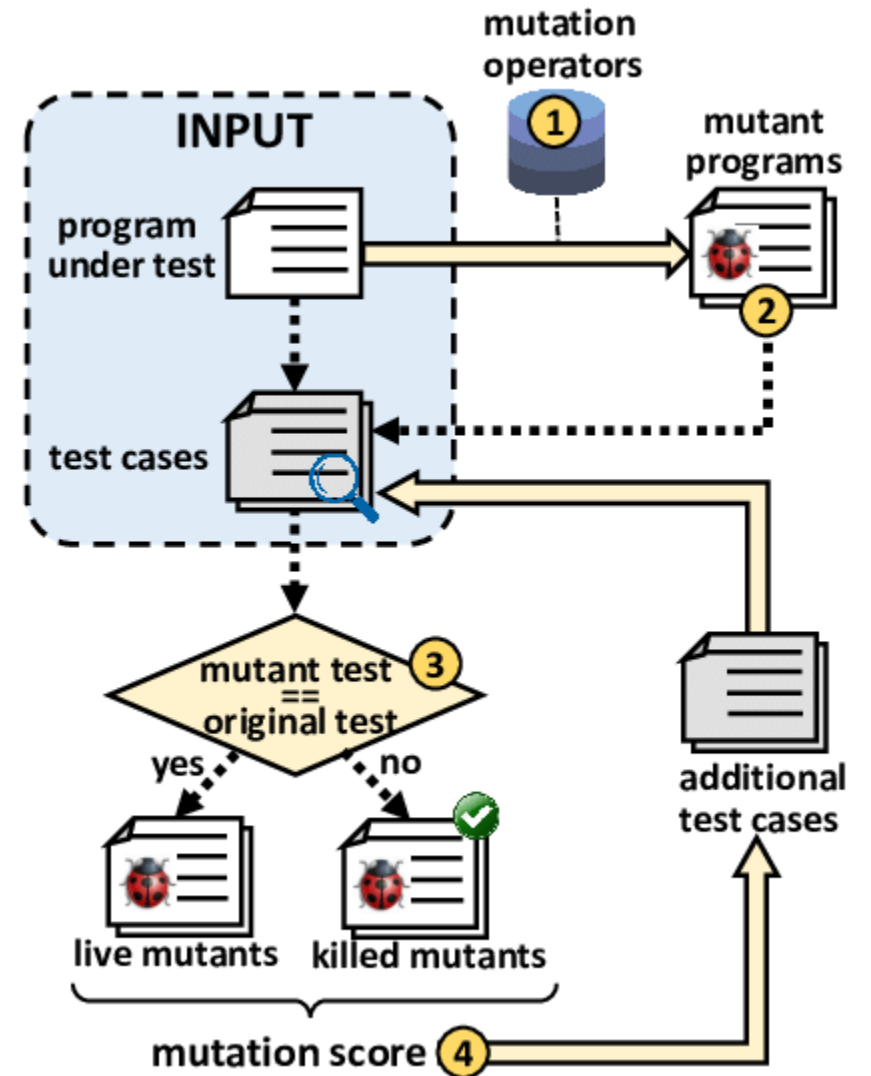 mutation
operators
1
INPUT
mutant
programs
program
under test
2
test cases
mutant test
==
original test
3
yes
no
additional
test cases
live mutants
killed mutants
mutation score
4